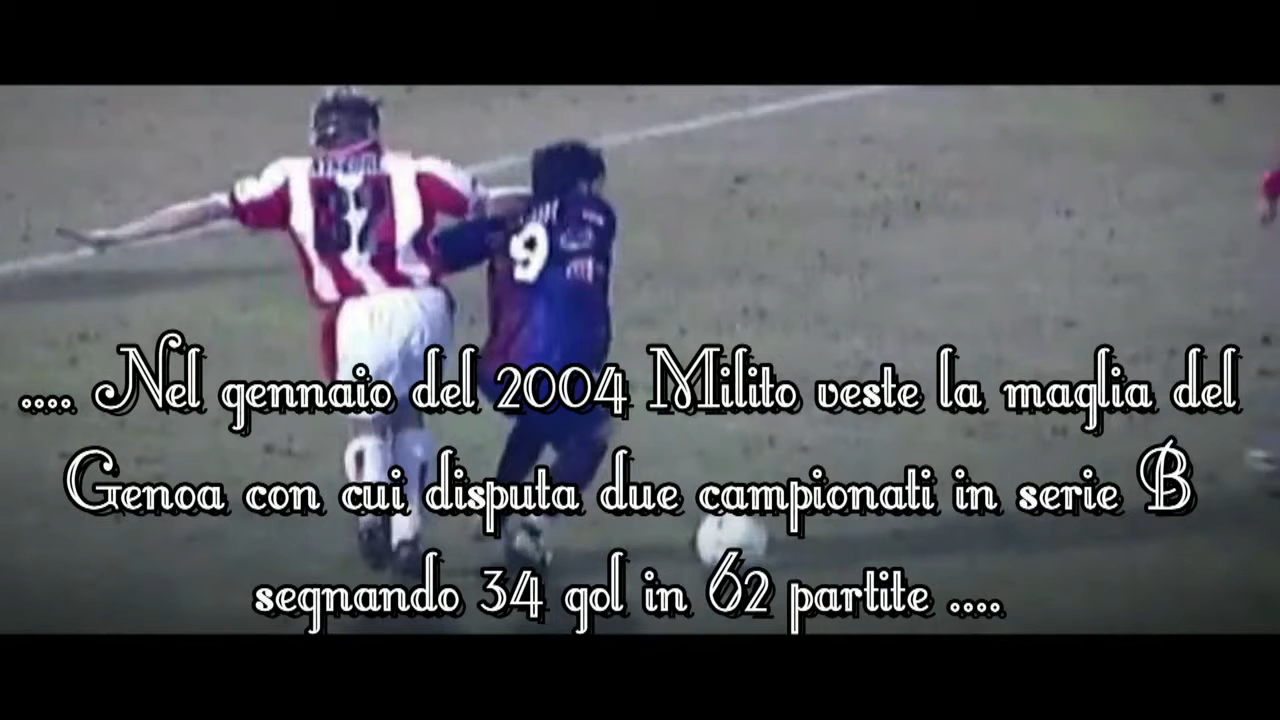 9
.... Nel gennaio del 2004 Milito veste la maglia del
Genoa con cui disputa due campionati in serie B
segnando 34 gol in 62 partite ....